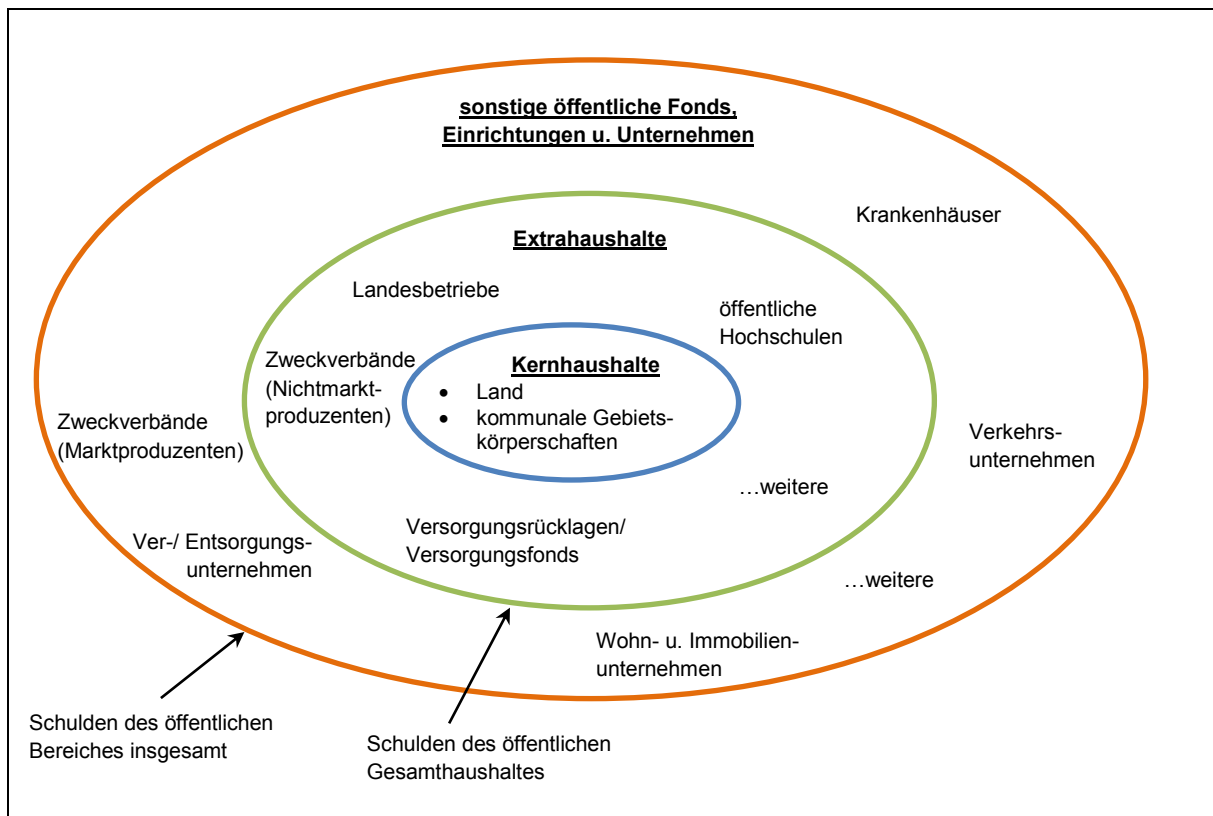 sonstige öffentliche Fonds,
Einrichtungen u. Unternehmen
Krankenhäuser
Extrahaushalte
Landesbetriebe
öffentliche
Hochschulen
Zweckverbände
(Nichtmarkt-
produzenten)
Kernhaushalte
• Land
• kommunale Gebiets-
körperschaften
Zweckverbände
(Marktproduzenten)
Verkehrs-
unternehmen
…weitere
Versorgungsrücklagen/
Versorgungsfonds
Ver-/ Entsorgungs-
unternehmen
…weitere
Wohn- u. Immobilien-
unternehmen
Schulden des öffentlichen
Bereiches insgesamt
Schulden des öffentlichen
Gesamthaushaltes